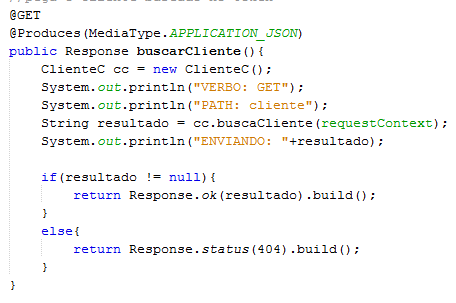 @GET
@Produces(MediaType.APPLICATION_JSON)
public Response buscarCliente(){
    ClienteC cc = new ClienteC();
    System.out.println("VERBO: GET");
    System.out.println("PATH: cliente");
    String resultado = cc.buscaCliente(requestContext);
    System.out.println("ENVIANDO: "+resultado);

    if(resultado != null){
        return Response.ok(resultado).build();
    }
    else{
        return Response.status(404).build();
    }
}